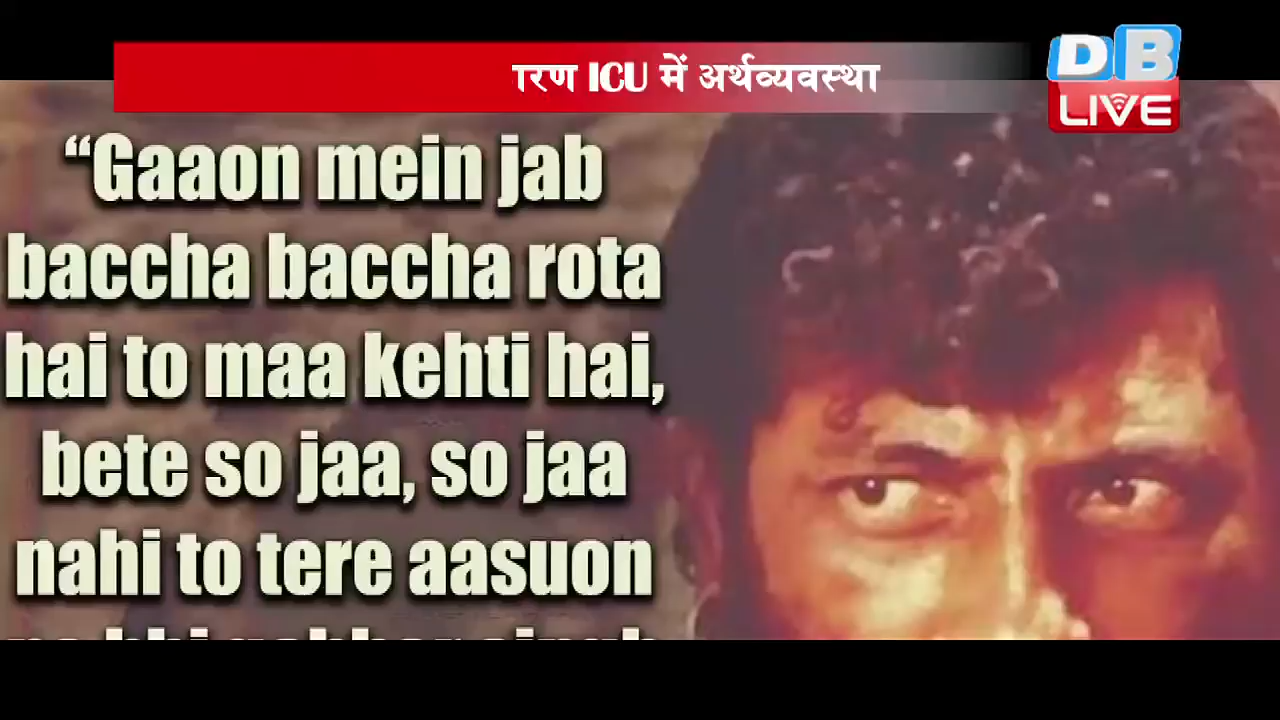 रण ICU में अर्थव्यवस्था
DB
LIVE
“Gaaon mein jab
baccha baccha rota
hai to maa kehti hai,
bete so jaa, so jaa
nahi to tere aasuon